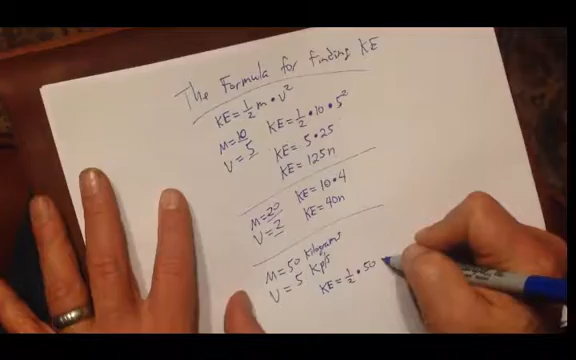 The Formula for finding KE
KE = 1/2 m • v²
M = 10
V = 5
KE = 1/2 • 10 • 5²
KE = 5 • 25
KE = 125n
M = 20
V = 2
KE = 10 • 4
KE = 40n
M = 50 Kilograms
V = 5 Kp/s
KE = 1/2 • 50